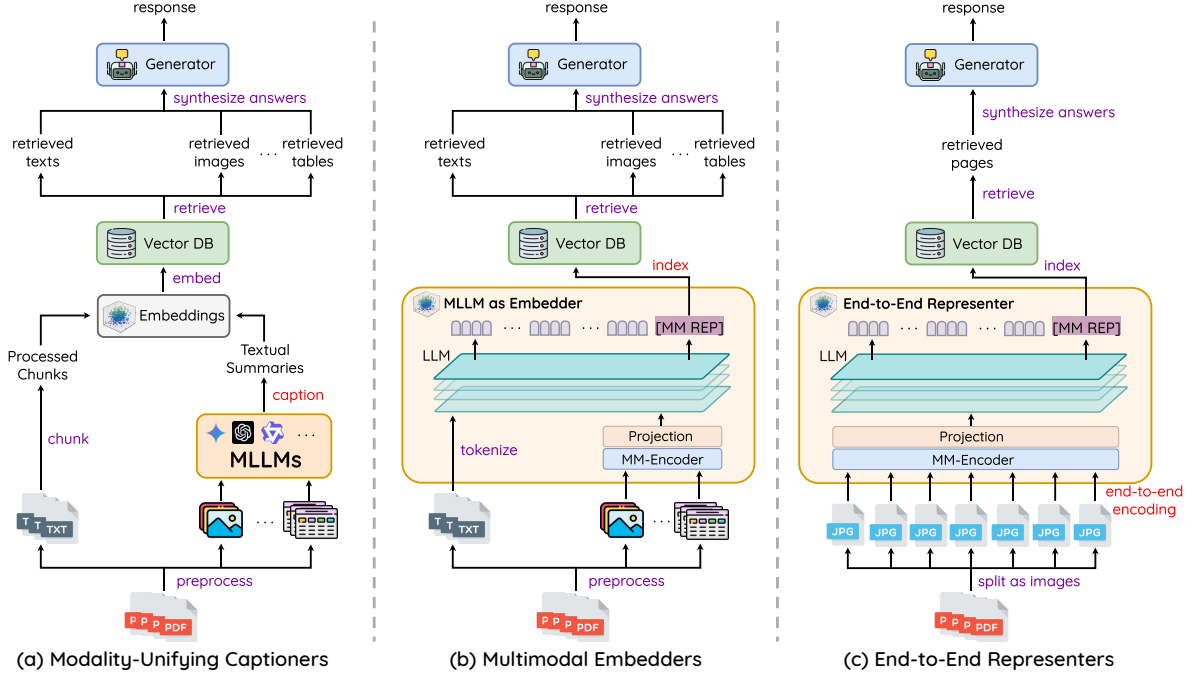 response
Generator
synthesize answers
retrieved
texts
retrieved
images
...
retrieved
tables
retrieve
Vector DB
embed
Embeddings
Processed
Chunks
Textual
Summaries
caption
chunk
...
MLLMs
T T TXT
...
preprocess
P P P PDF
(a) Modality-Unifying Captioners
response
Generator
synthesize answers
retrieved
texts
retrieved
images
...
retrieved
tables
retrieve
Vector DB
index
MLLM as Embedder
... ... [MM REP]
LLM
Projection
MM-Encoder
tokenize
T T TXT
...
preprocess
P P P PDF
(b) Multimodal Embedders
response
Generator
synthesize answers
retrieved
pages
retrieve
Vector DB
index
End-to-End Representer
... ... [MM REP]
LLM
Projection
MM-Encoder
end-to-end
encoding
JPG JPG JPG JPG JPG JPG JPG
split as images
P P P PDF
(c) End-to-End Representers